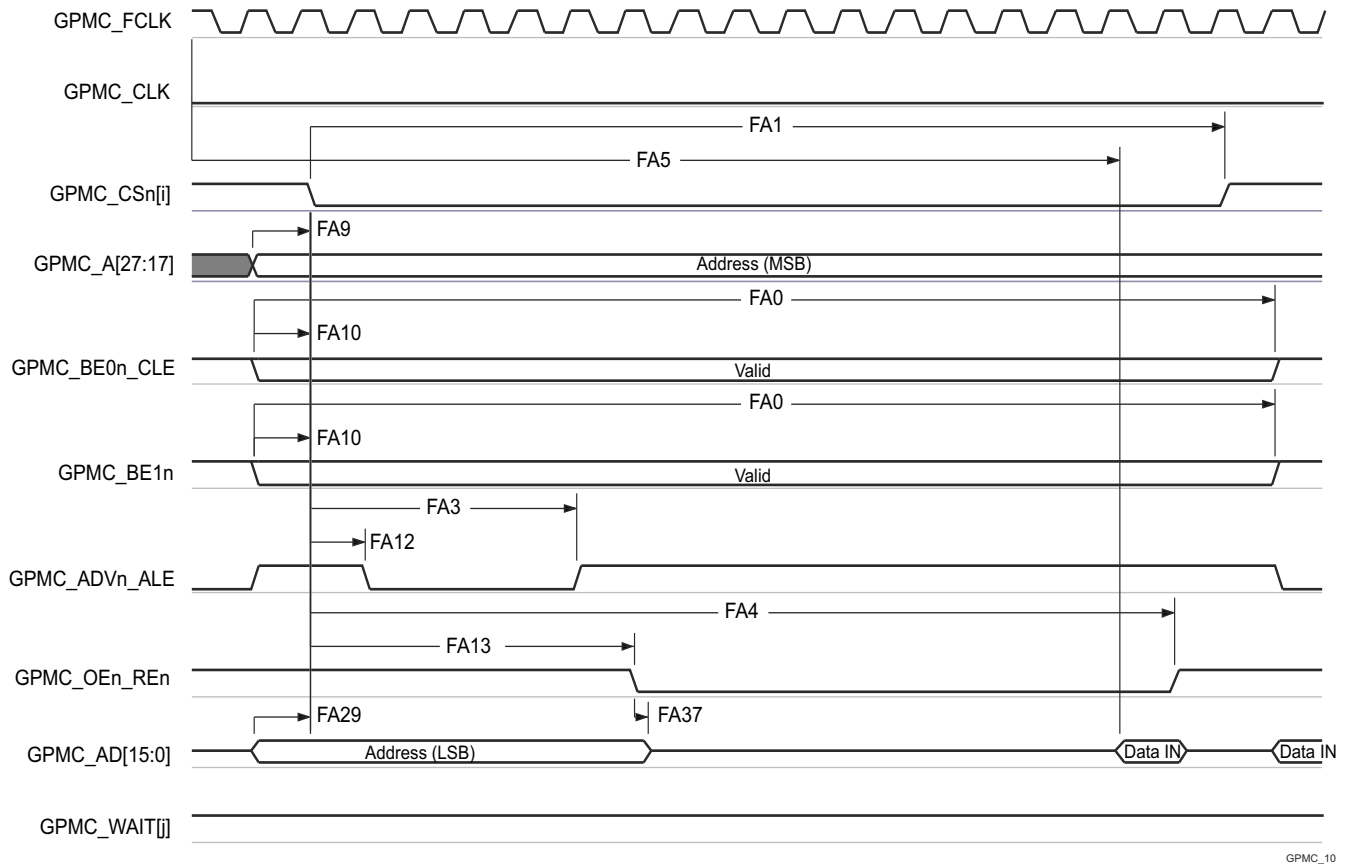 GPMC_FCLK
GPMC_CLK
FA1
FA5
GPMC_CSn[i]
FA9
GPMC_A[27:17]
Address (MSB)
FA0
FA10
GPMC_BE0n_CLE
Valid
FA0
FA10
GPMC_BE1n
Valid
FA3
FA12
GPMC_ADVn_ALE
FA4
FA13
GPMC_OEn_REn
FA29
FA37
GPMC_AD[15:0]
Address (LSB)
Data IN
Data IN
GPMC_WAIT[j]
GPMC_10